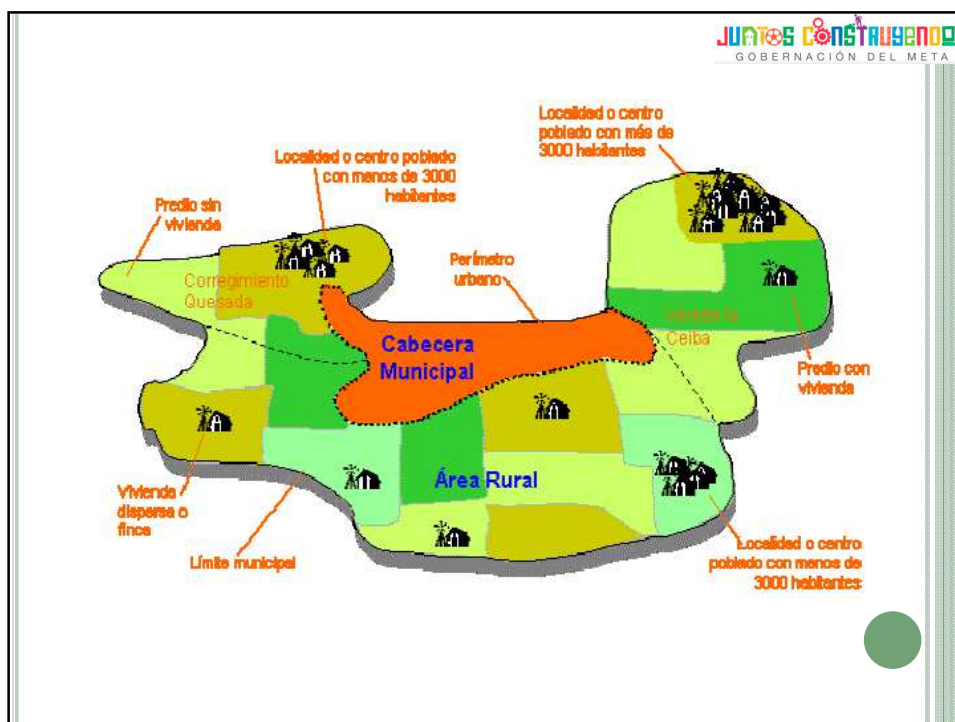 JUNTOS CONSTRUYENDO
GOBERNACIÓN DEL META
Localidad o centro
poblado con más de
3000 habitantes
Localidad o centro poblado
con menos de 3000
habitantes
Predio sin
vivienda
Perímetro
urbano
Corregimiento
Quesada
Vereda la
Ceiba
Cabecera
Municipal
Predio con
vivienda
Área Rural
Vivienda
dispersa o
finca
Límite municipal
Localidad o centro
poblado con menos de
3000 habitantes